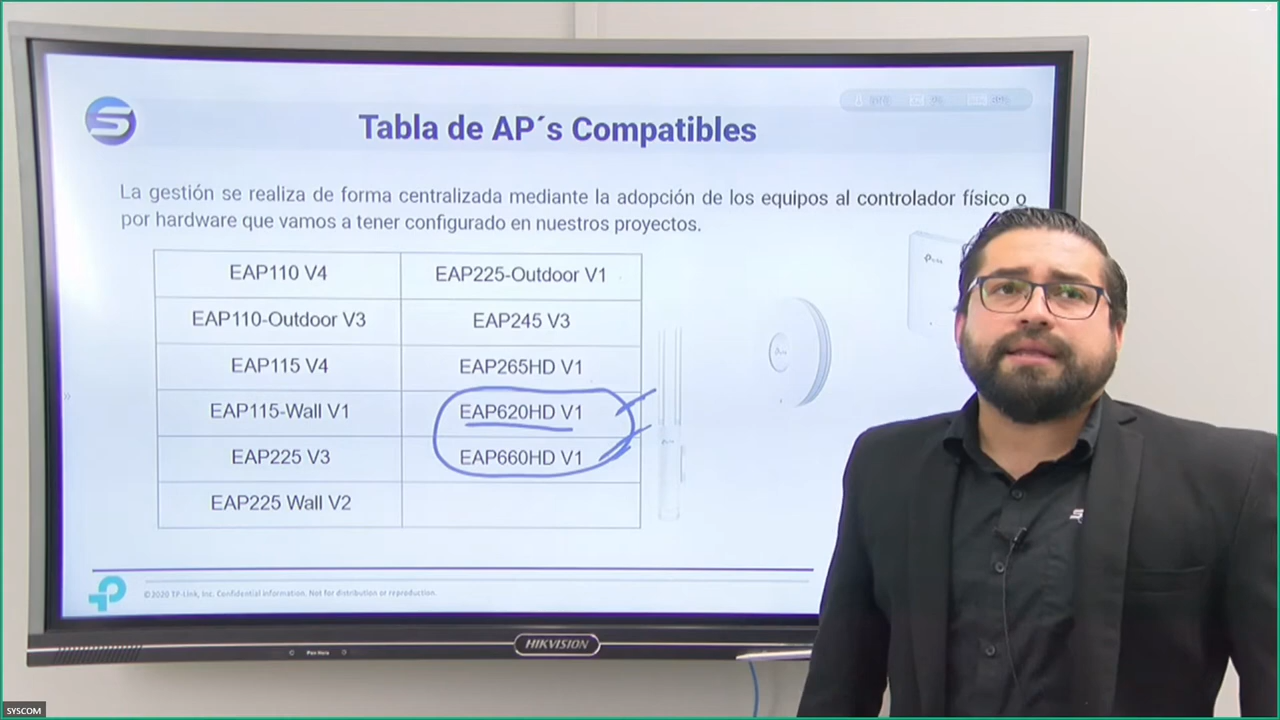 Tabla de AP´s Compatibles
La gestión se realiza de forma centralizada mediante la adopción de los equipos al controlador físico o
por hardware que vamos a tener configurado en nuestros proyectos.
EAP110 V4 EAP225-Outdoor V1
EAP110-Outdoor V3 EAP245 V3
EAP115 V4 EAP265HD V1
EAP115-Wall V1 EAP620HD V1
EAP225 V3 EAP660HD V1
EAP225 Wall V2
©2020 TP-Link, Inc. Confidential information. Not for distribution or reproduction.
HIKVISION
SYSCOM